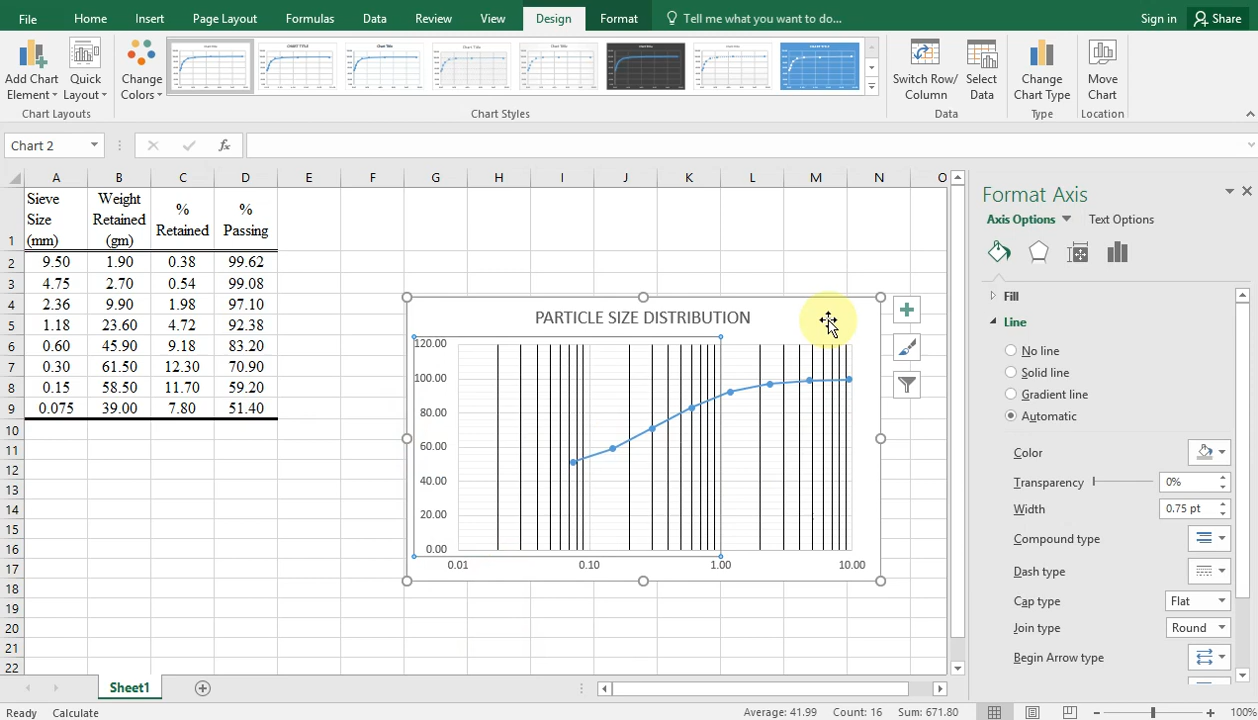 File Home Insert Page Layout Formulas Data Review View Design Format Tell me what you want to do... Sign in Share
Add Chart Element
Quick Layout
Change Colors
Switch Row/ Column
Select Data
Change Chart Type
Move Chart
Chart Layouts Chart Styles Data Type Location
Chart 2 fx
A B C D E F G H I J K L M N O
Sieve Size (mm) Weight Retained (gm) % Retained % Passing
1
2 9.50 1.90 0.38 99.62
3 4.75 2.70 0.54 99.08
4 2.36 9.90 1.98 97.10
5 1.18 23.60 4.72 92.38
6 0.60 45.90 9.18 83.20
7 0.30 61.50 12.30 70.90
8 0.15 58.50 11.70 59.20
9 0.075 39.00 7.80 51.40
10
11
12
13
14
15
16
17
18
19
20
21
22
PARTICLE SIZE DISTRIBUTION
120.00
100.00
80.00
60.00
40.00
20.00
0.00
0.01 0.10 1.00 10.00
Format Axis
Axis Options Text Options
Fill
Line
No line
Solid line
Gradient line
Automatic
Color
Transparency 0%
Width 0.75 pt
Compound type
Dash type
Cap type Flat
Join type Round
Begin Arrow type
Sheet1
Ready Calculate Average: 41.99 Count: 16 Sum: 671.80 100%